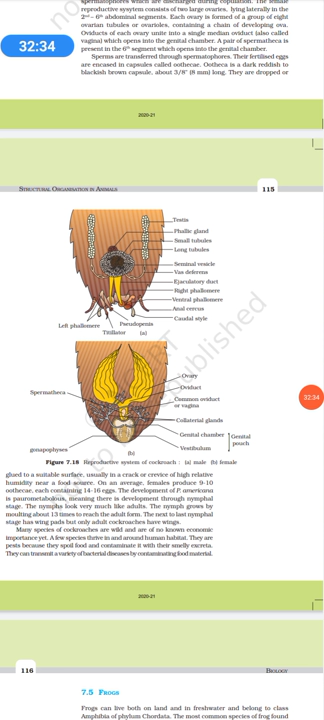 spermatophores which are discharged during copulation. The female
reproductive sysytem consists of two large ovaries, lying laterally in the
2nd – 6th abdominal segments. Each ovary is formed of a group of eight
ovarian tubules or ovarioles, containing a chain of developing ova.
Oviducts of each ovary unite into a single median oviduct (also called
vagina) which opens into the genital chamber. A pair of spermatheca is
present in the 6th segment which opens into the genital chamber.
Sperms are transferred through spermatophores. Their fertilised eggs
are encased in capsules called oothecae. Ootheca is a dark reddish to
blackish brown capsule, about 3/8" (8 mm) long. They are dropped or
32:34
2020-21
STRUCTURAL ORGANISATION IN ANIMALS
115
Testis
Phallic gland
Small tubules
Long tubules
Seminal vesicle
Vas deferens
Ejaculatory duct
Right phallomere
Ventral phallomere
Anal cercus
Caudal style
Left phallomere
Pseudopenis
Titillator
(a)
Ovary
Oviduct
Spermatheca
Common oviduct
or vagina
Collaterial glands
Genital chamber
Genital
pouch
Vestibulum
gonapophyses
(b)
32:34
Figure 7.18 Reproductive system of cockroach : (a) male (b) female
glued to a suitable surface, usually in a crack or crevice of high relative
humidity near a food source. On an average, females produce 9-10
oothecae, each containing 14-16 eggs. The development of P. americana
is paurometabolous, meaning there is development through nymphal
stage. The nymphs look very much like adults. The nymph grows by
moulting about 13 times to reach the adult form. The next to last nymphal
stage has wing pads but only adult cockroaches have wings.
Many species of cockroaches are wild and are of no known economic
importance yet. A few species thrive in and around human habitat. They are
pests because they spoil food and contaminate it with their smelly excreta.
They can transmit a variety of bacterial diseases by contaminating food material.
2020-21
116
BIOLOGY
7.5 FROGS
Frogs can live both on land and in freshwater and belong to class
Amphibia of phylum Chordata. The most common species of frog found